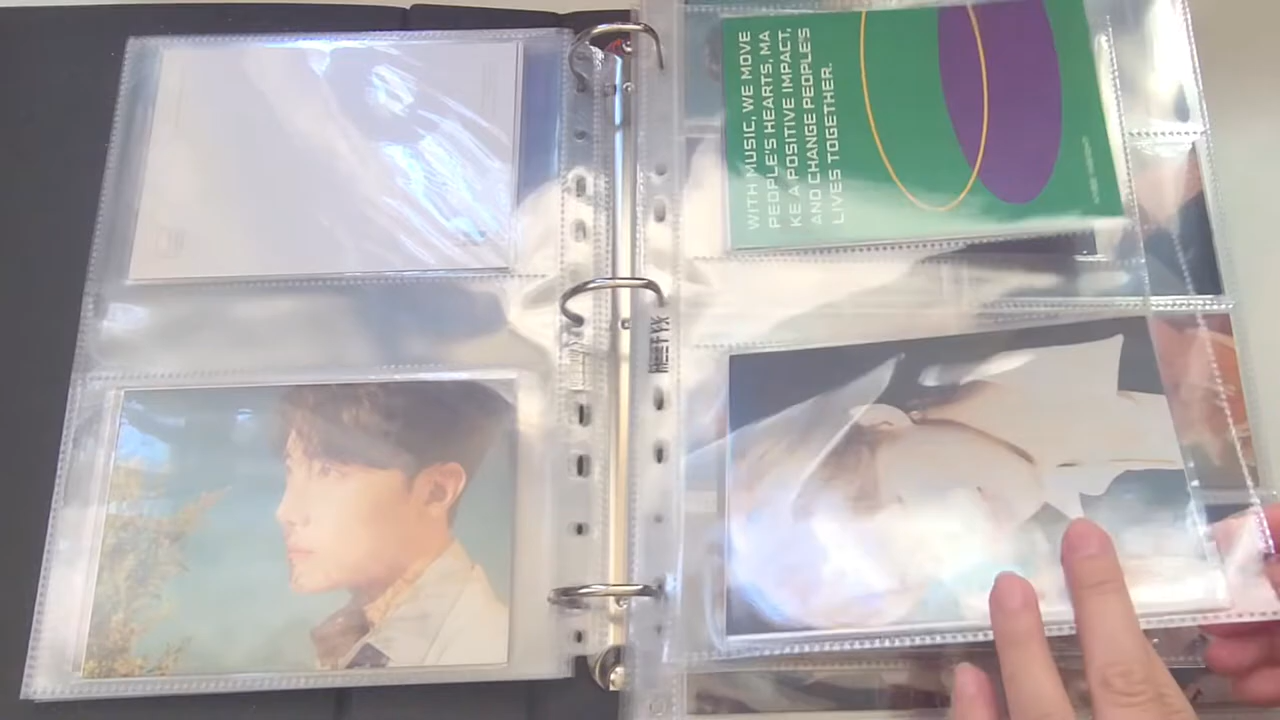 WITH MUSIC, WE MOVE
PEOPLE'S HEARTS, MA
KE A POSITIVE IMPACT,
AND CHANGE PEOPLE'S
LIVES TOGETHER.